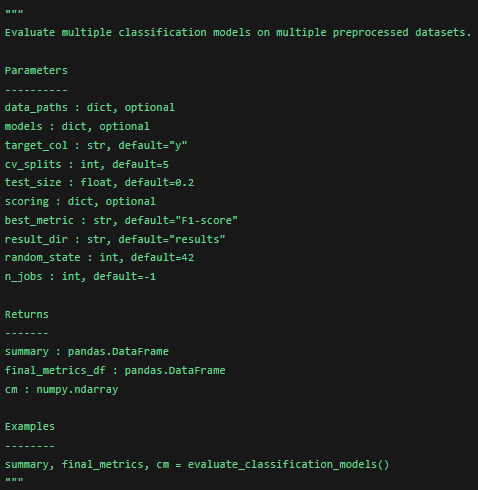 """
Evaluate multiple classification models on multiple preprocessed datasets.

Parameters
----------
data_paths : dict, optional
models : dict, optional
target_col : str, default="y"
cv_splits : int, default=5
test_size : float, default=0.2
scoring : dict, optional
best_metric : str, default="F1-score"
result_dir : str, default="results"
random_state : int, default=42
n_jobs : int, default=-1

Returns
-------
summary : pandas.DataFrame
final_metrics_df : pandas.DataFrame
cm : numpy.ndarray

Examples
--------
summary, final_metrics, cm = evaluate_classification_models()
"""